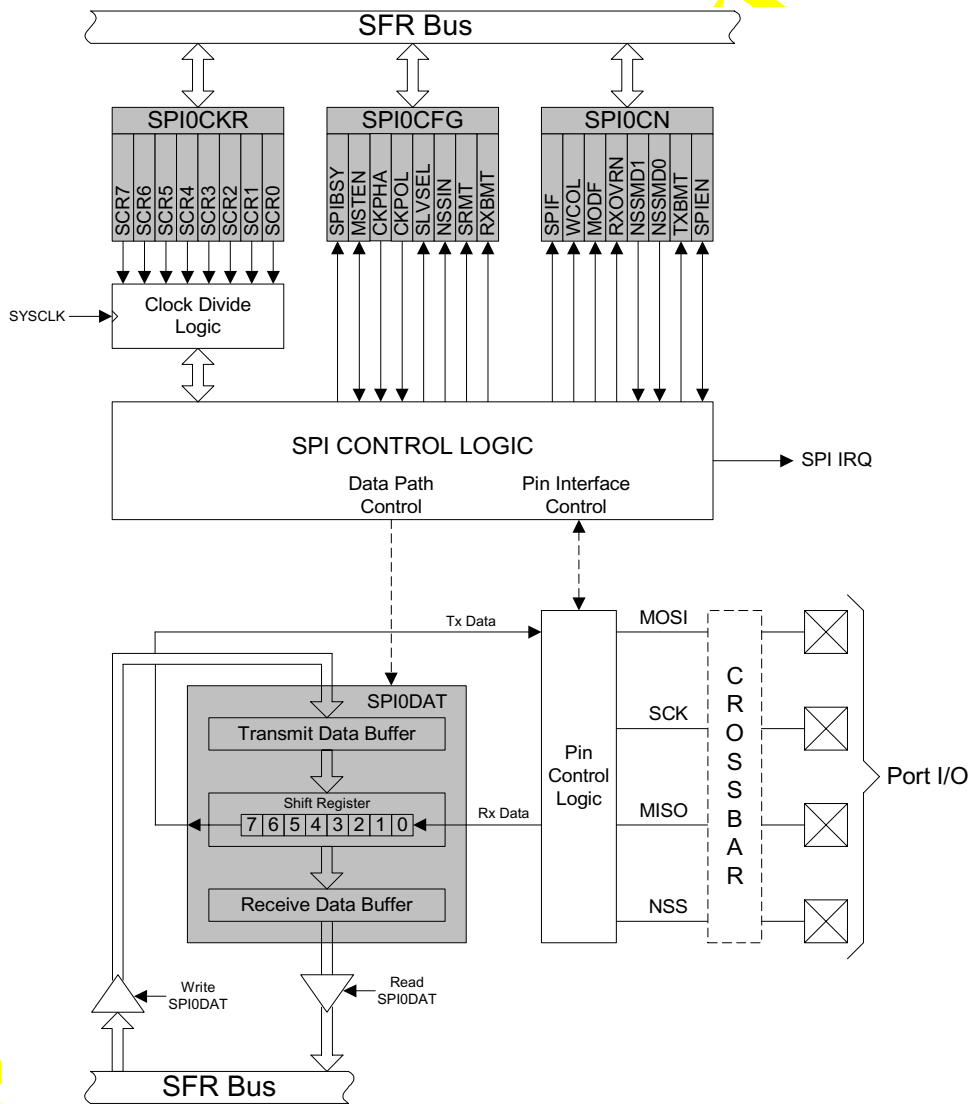 SFR Bus
SPI0CKR
SPI0CFG
SPI0CN
SCR7
SCR6
SCR5
SCR4
SCR3
SCR2
SCR1
SCR0
SPIBSY
MSTEN
CKPHA
CKPOL
SLVSEL
NSSIN
SRMT
RXBMT
SPIF
WCOL
MODF
RXOVRN
NSSMD1
NSSMD0
TXBMT
SPIEN
SYSCLK
Clock Divide
Logic
SPI CONTROL LOGIC
SPI IRQ
Data Path
Control
Pin Interface
Control
Tx Data
MOSI
SPI0DAT
Transmit Data Buffer
SCK
Pin
Control
Logic
CROSSBAR
Port I/O
Shift Register
7 6 5 4 3 2 1 0
Rx Data
MISO
Receive Data Buffer
NSS
Write
SPI0DAT
Read
SPI0DAT
SFR Bus